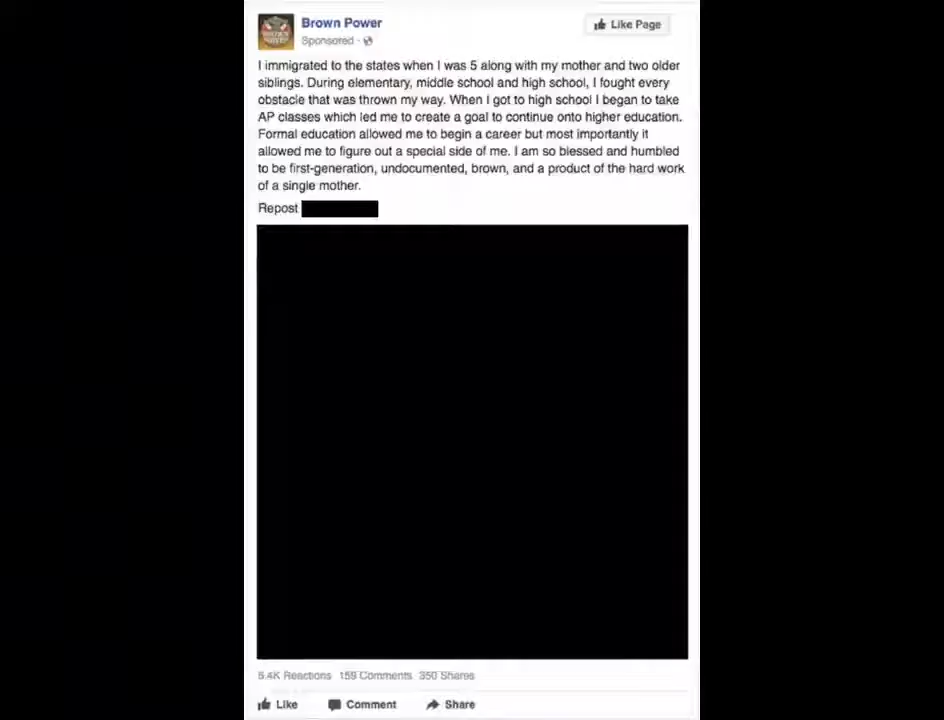 Brown Power
Like Page
Sponsored ·
I immigrated to the states when I was 5 along with my mother and two older
siblings. During elementary, middle school and high school, I fought every
obstacle that was thrown my way. When I got to high school I began to take
AP classes which led me to create a goal to continue onto higher education.
Formal education allowed me to begin a career but most importantly it
allowed me to figure out a special side of me. I am so blessed and humbled
to be first-generation, undocumented, brown, and a product of the hard work
of a single mother.
Repost
Reactions 159 Comments 350 Shares
Like Comment Share